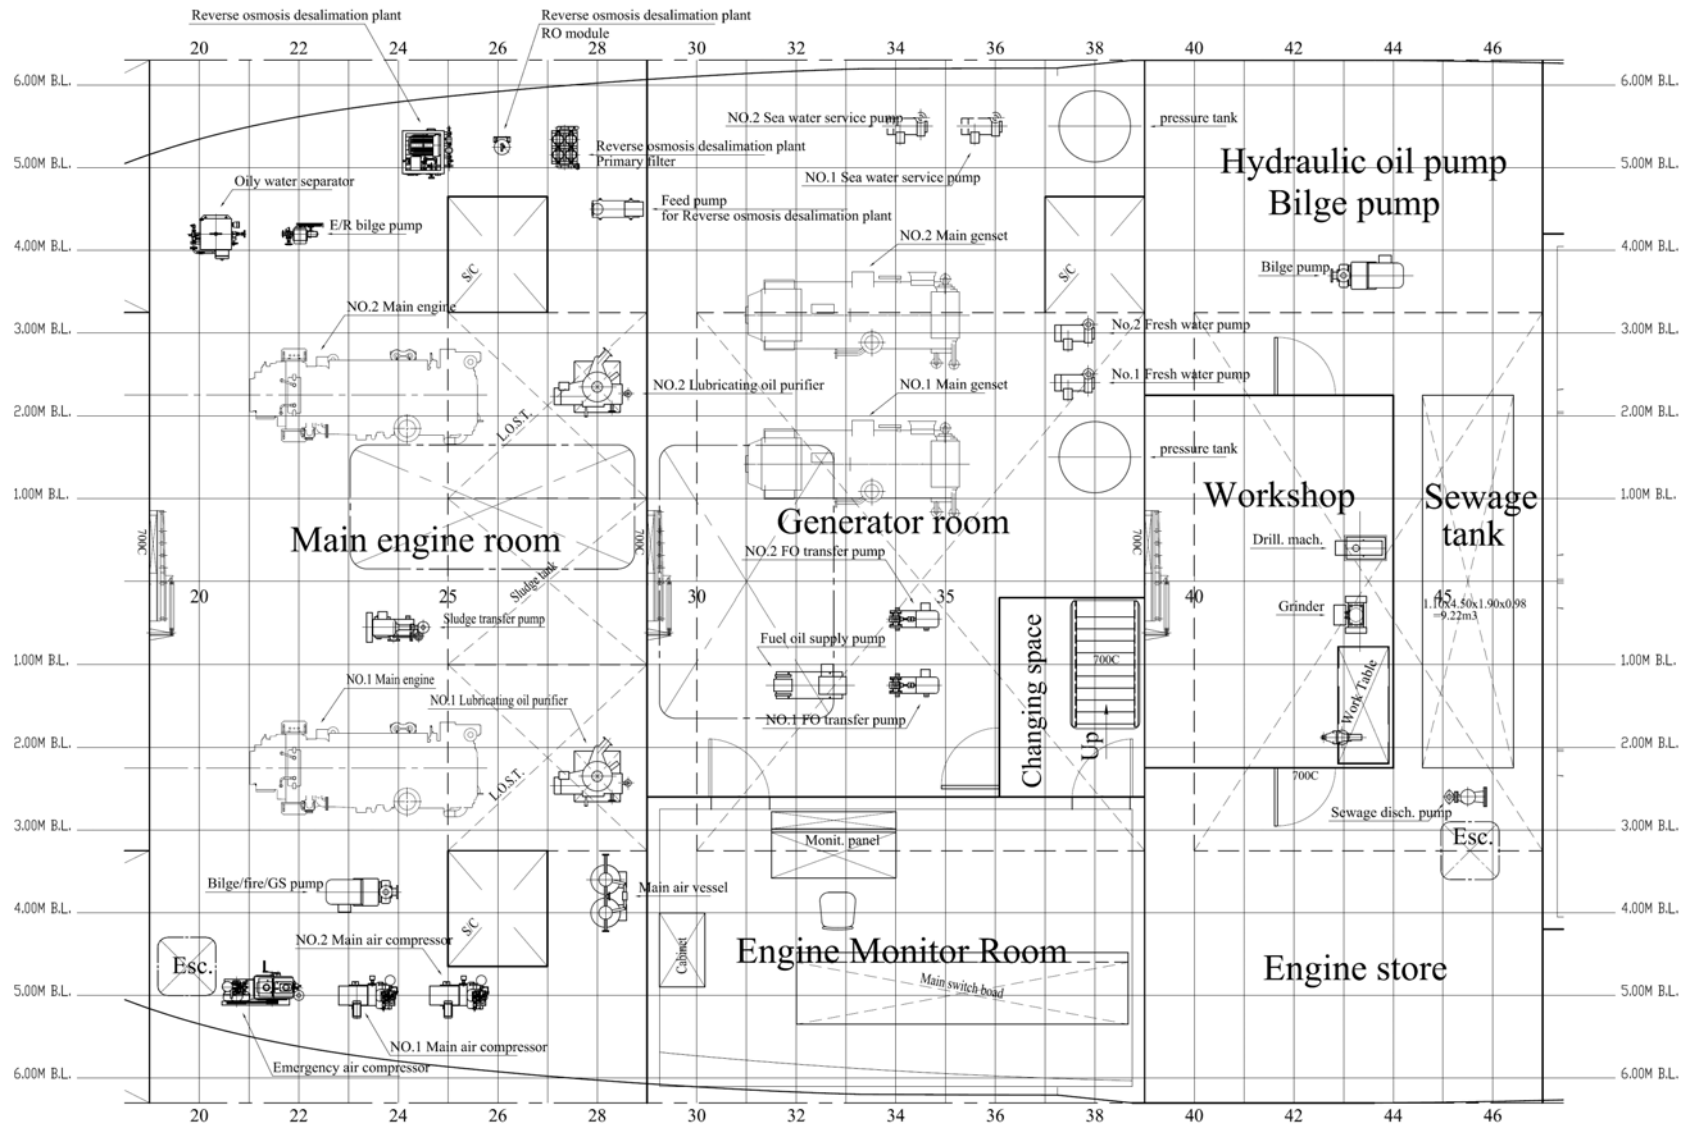 Reverse osmosis desalimation plant
Reverse osmosis desalimation plant
RO module
20 22 24 26 28 30 32 34 36 38 40 42 44 46
6.00M B.L.
6.00M B.L.
NO.2 Sea water service pump
pressure tank
Reverse osmosis desalimation plant
Primary filter
5.00M B.L.
5.00M B.L.
Hydraulic oil pump
Bilge pump
NO.1 Sea water service pump
Oily water separator
Feed pump
for Reverse osmosis desalimation plant
E/R bilge pump
NO.2 Main genset
4.00M B.L.
4.00M B.L.
S/C
S/C
Bilge pump
NO.2 Main engine
3.00M B.L.
3.00M B.L.
No.2 Fresh water pump
NO.2 Lubricating oil purifier
NO.1 Main genset
No.1 Fresh water pump
2.00M B.L.
2.00M B.L.
L.O.S.T.
pressure tank
1.00M B.L.
1.00M B.L.
Workshop
Sewage
tank
Generator room
Main engine room
700C
700C
700C
Drill. mach.
NO.2 FO transfer pump
Sludge tank
20 25 30 35 40 45
1.10x4.50x1.90x0.98
=9.22m3
Grinder
Sludge transfer pump
Fuel oil supply pump
1.00M B.L.
1.00M B.L.
700C
Changing space
Up
Work Table
NO.1 Main engine
NO.1 Lubricating oil purifier
NO.1 FO transfer pump
2.00M B.L.
2.00M B.L.
L.O.S.T.
700C
Sewage disch. pump
3.00M B.L.
3.00M B.L.
Monit. panel
Esc.
Bilge/fire/GS pump
Main air vessel
4.00M B.L.
4.00M B.L.
S/C
NO.2 Main air compressor
Cabinet
Engine Monitor Room
Esc.
Engine store
Main switch boad
5.00M B.L.
5.00M B.L.
NO.1 Main air compressor
Emergency air compressor
6.00M B.L.
6.00M B.L.
20 22 24 26 28 30 32 34 36 38 40 42 44 46